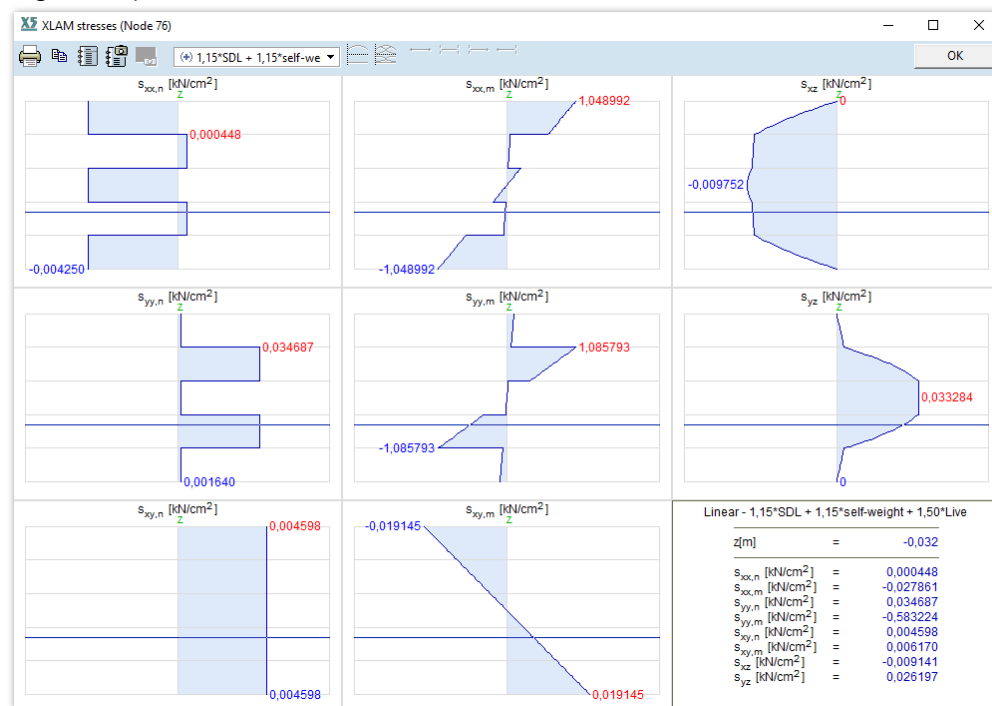 XLAM stresses (Node 76)
(+) 1,15*SDL + 1,15*self-we
OK
s_xx,n [kN/cm²]
z
0,000448
-0,004250
s_xx,m [kN/cm²]
z
1,048992
-1,048992
s_xz [kN/cm²]
z
0
-0,009752
s_yy,n [kN/cm²]
z
0,034687
0,001640
s_yy,m [kN/cm²]
z
1,085793
-1,085793
s_yz [kN/cm²]
z
0,033284
0
s_xy,n [kN/cm²]
z
0,004598
0,004598
s_xy,m [kN/cm²]
z
-0,019145
0,019145
Linear - 1,15*SDL + 1,15*self-weight + 1,50*Live
z[m] = -0,032
s_xx,n [kN/cm²] = 0,000448
s_xx,m [kN/cm²] = -0,027861
s_yy,n [kN/cm²] = 0,034687
s_yy,m [kN/cm²] = -0,583224
s_xy,n [kN/cm²] = 0,004598
s_xy,m [kN/cm²] = 0,006170
s_xz [kN/cm²] = -0,009141
s_yz [kN/cm²] = 0,026197